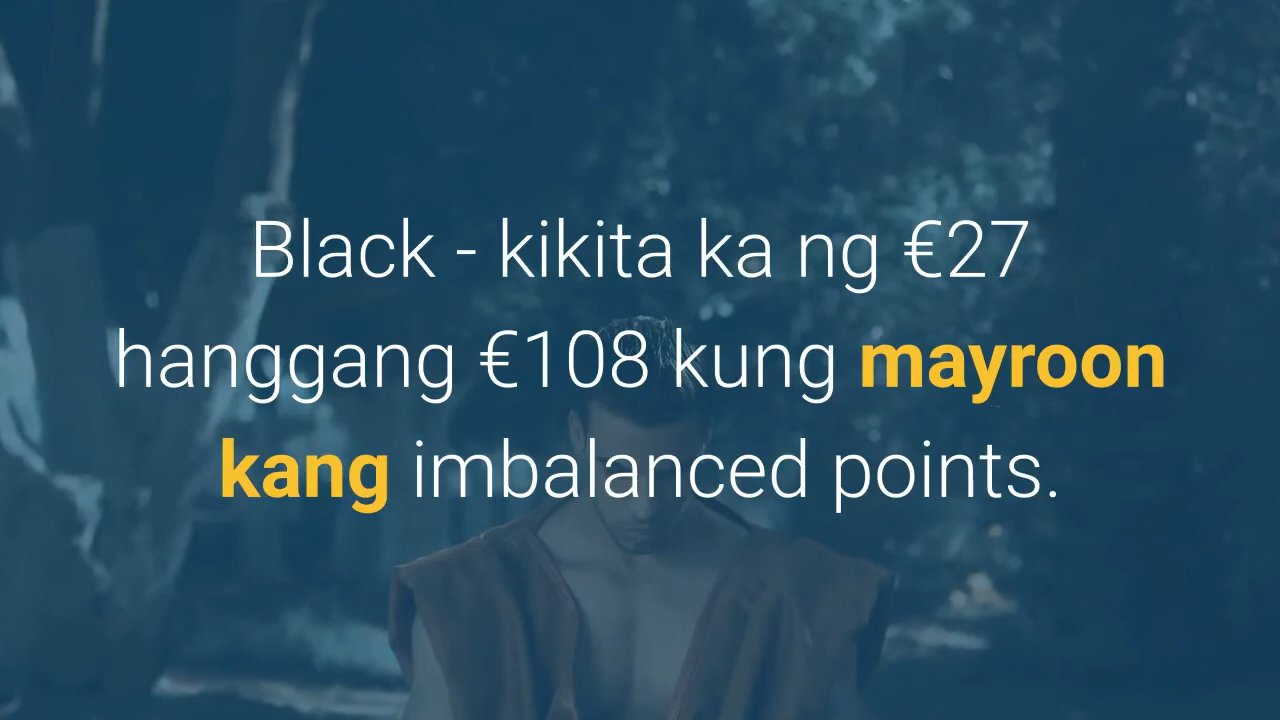 Black - kikita ka ng €27
hanggang €108 kung mayroon
kang imbalanced points.